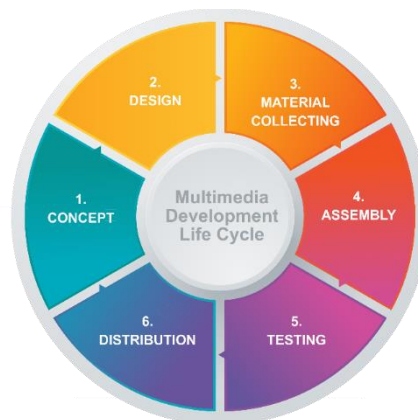 1.
CONCEPT
2.
DESIGN
3.
MATERIAL
COLLECTING
4.
ASSEMBLY
5.
TESTING
6.
DISTRIBUTION
Multimedia
Development
Life Cycle